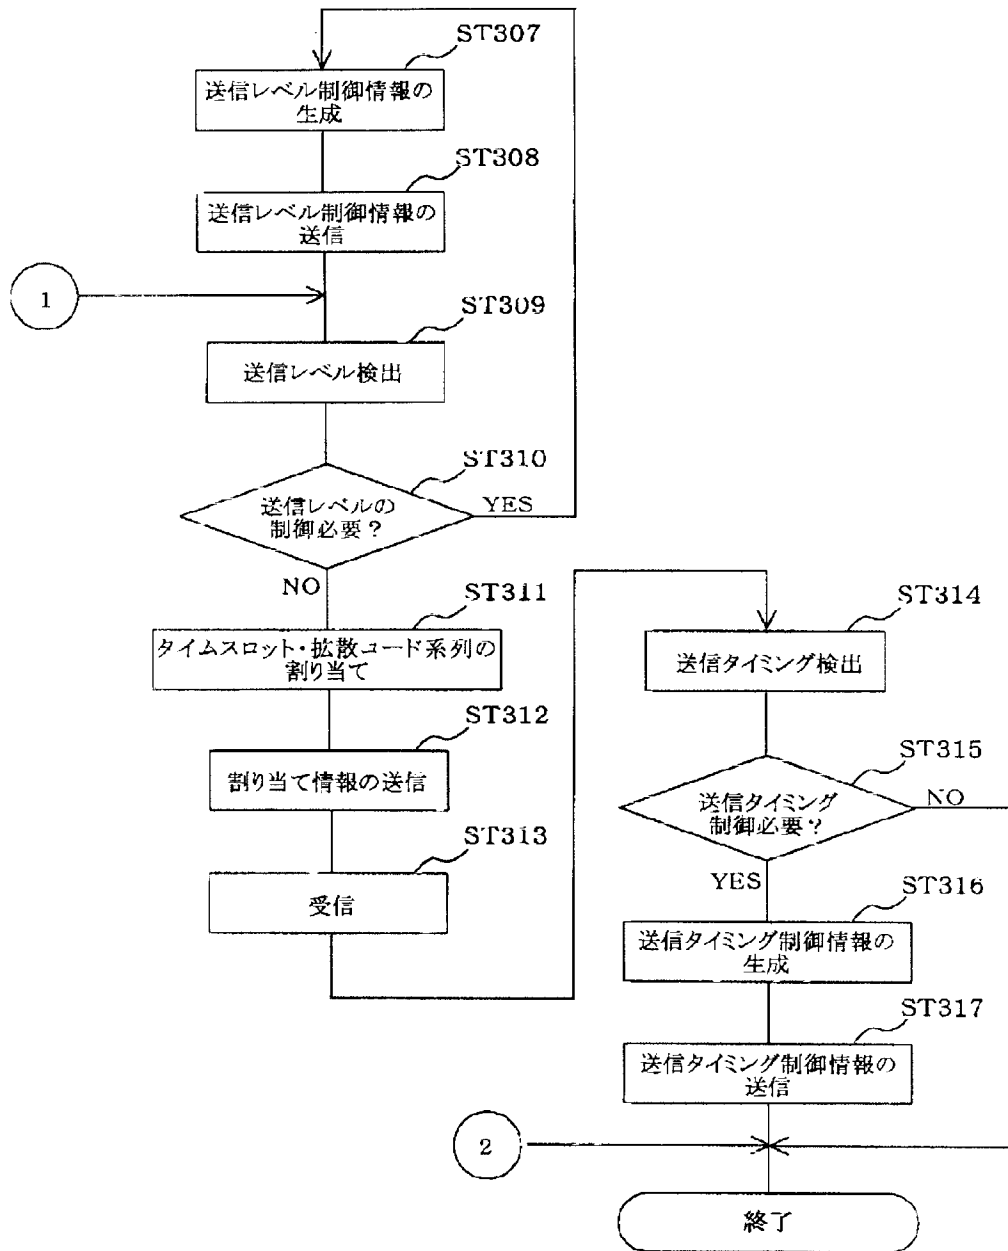 ST307
送信レベル制御情報の
生成
ST308
送信レベル制御情報の
送信
1
ST309
送信レベル検出
ST310
送信レベルの
制御必要？
YES
NO
ST311
タイムスロット・拡散コード系列の
割り当て
ST312
割り当て情報の送信
ST313
受信
ST314
送信タイミング検出
ST315
送信タイミング
制御必要？
NO
YES
ST316
送信タイミング制御情報の
生成
ST317
送信タイミング制御情報の
送信
2
終了